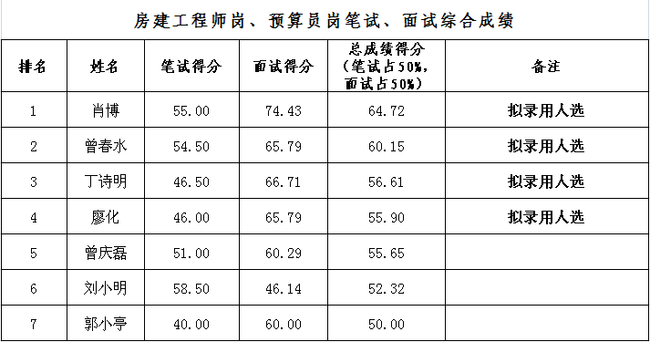 房建工程师岗、预算员岗笔试、面试综合成绩
排名 姓名 笔试得分 面试得分 总成绩得分（笔试占50%，面试占50%） 备注
1 肖博 55.00 74.43 64.72 拟录用人选
2 曾春水 54.50 65.79 60.15 拟录用人选
3 丁诗明 46.50 66.71 56.61 拟录用人选
4 廖化 46.00 65.79 55.90 拟录用人选
5 曾庆磊 51.00 60.29 55.65
6 刘小明 58.50 46.14 52.32
7 郭小亭 40.00 60.00 50.00